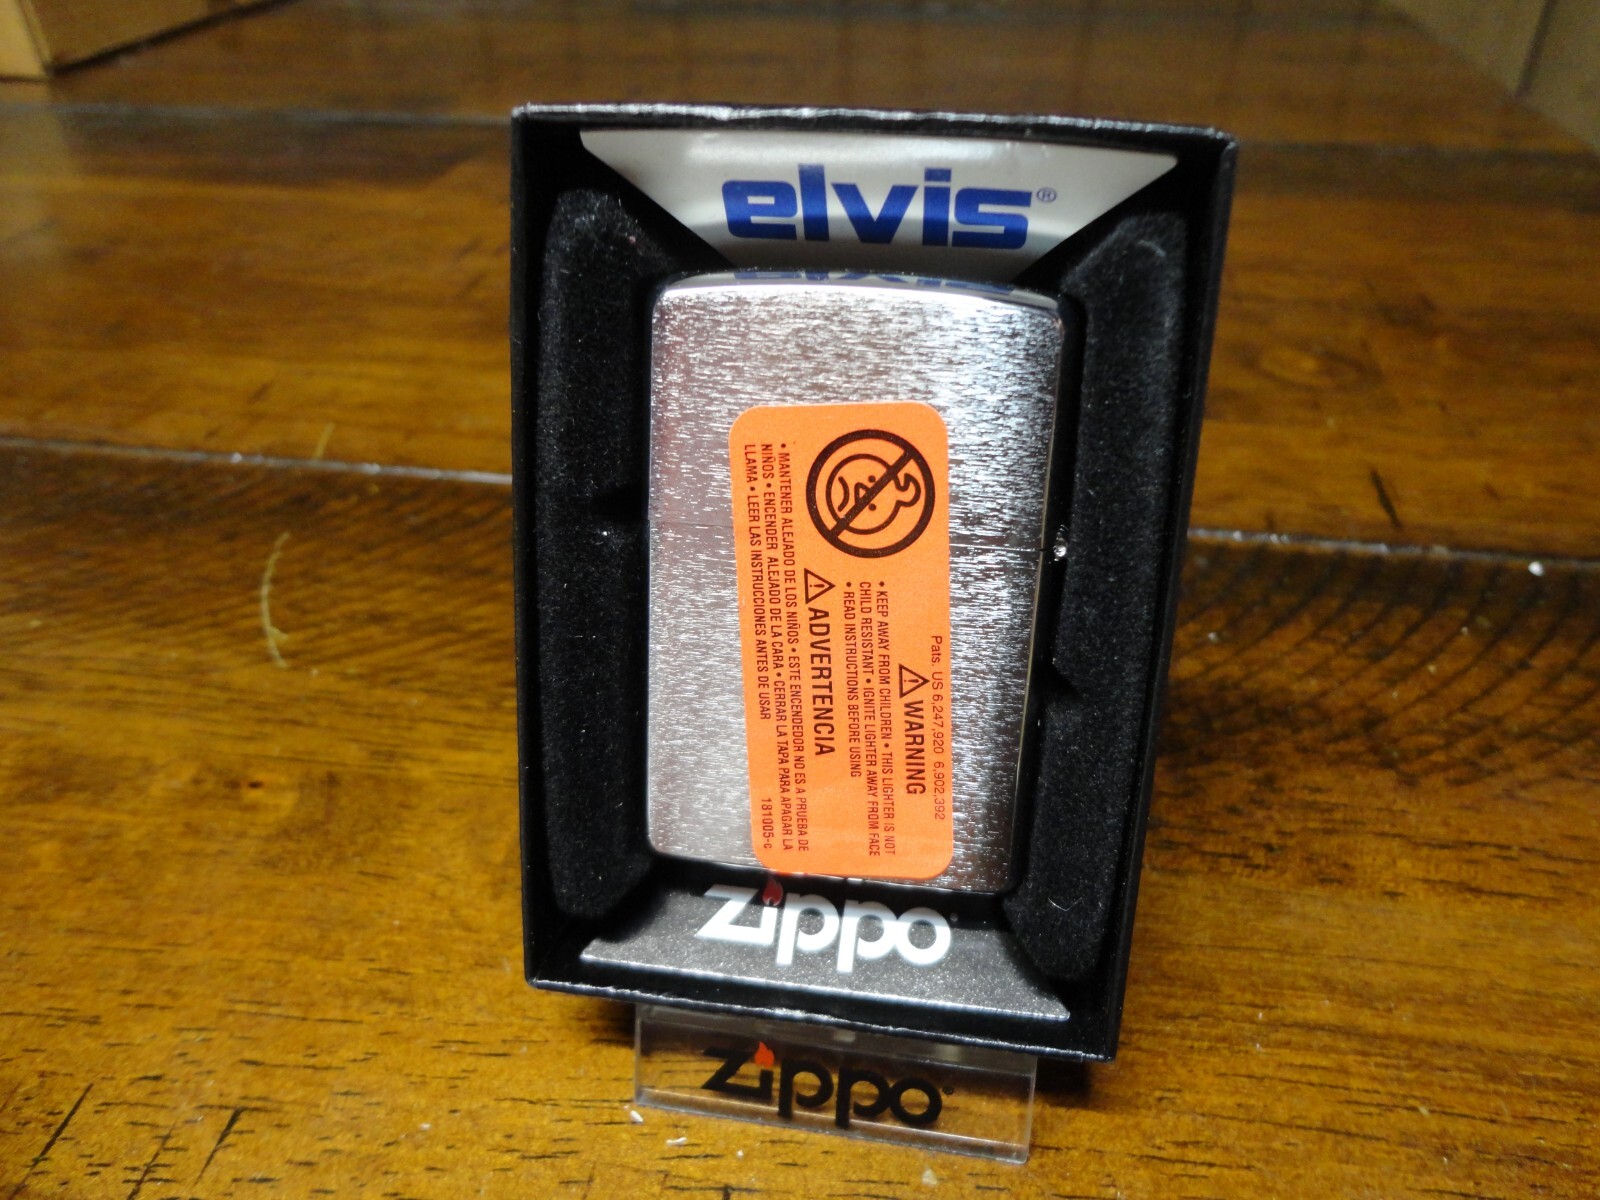 elvis®
Pats. US 6,247,920 6,902,392
⚠ WARNING
• KEEP AWAY FROM CHILDREN • THIS LIGHTER IS NOT
CHILD RESISTANT • IGNITE LIGHTER AWAY FROM FACE
• READ INSTRUCTIONS BEFORE USING
⚠ ADVERTENCIA
• MANTENER ALEJADO DE LOS NIÑOS • ESTE ENCENDEDOR NO ES A PRUEBA DE
NIÑOS • ENCENDER ALEJADO DE LA CARA • CERRAR LA TAPA PARA APAGAR LA
LLAMA • LEER LAS INSTRUCCIONES ANTES DE USAR
181005-c
zippo
zippo®